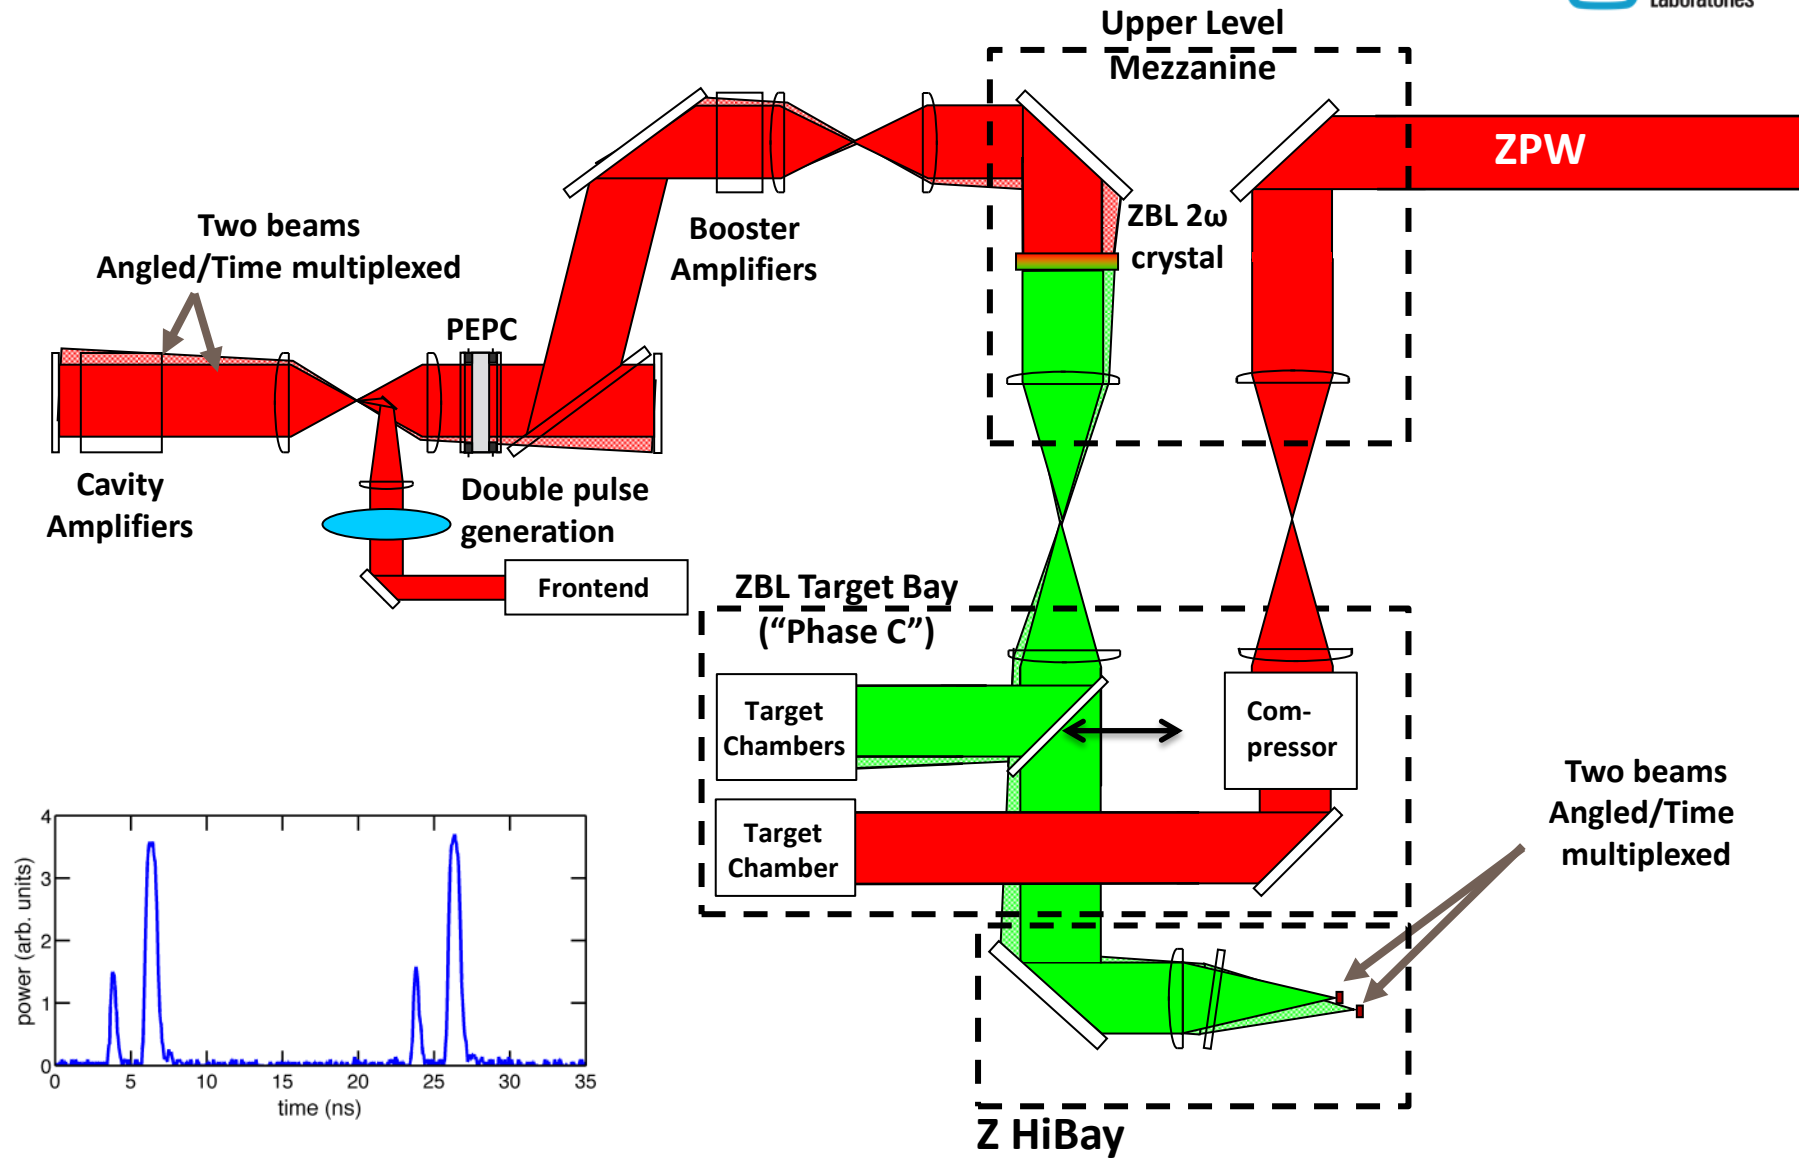 Laboratories
Upper Level
Mezzanine
ZPW
Two beams
Angled/Time multiplexed
Booster
Amplifiers
ZBL 2ω
crystal
PEPC
Cavity
Amplifiers
Double pulse
generation
Frontend
ZBL Target Bay
(“Phase C”)
Target
Chambers
Com-
pressor
Target
Chamber
Two beams
Angled/Time
multiplexed
Z HiBay
power (arb. units)
4
3
2
1
0
0 5 10 15 20 25 30 35
time (ns)